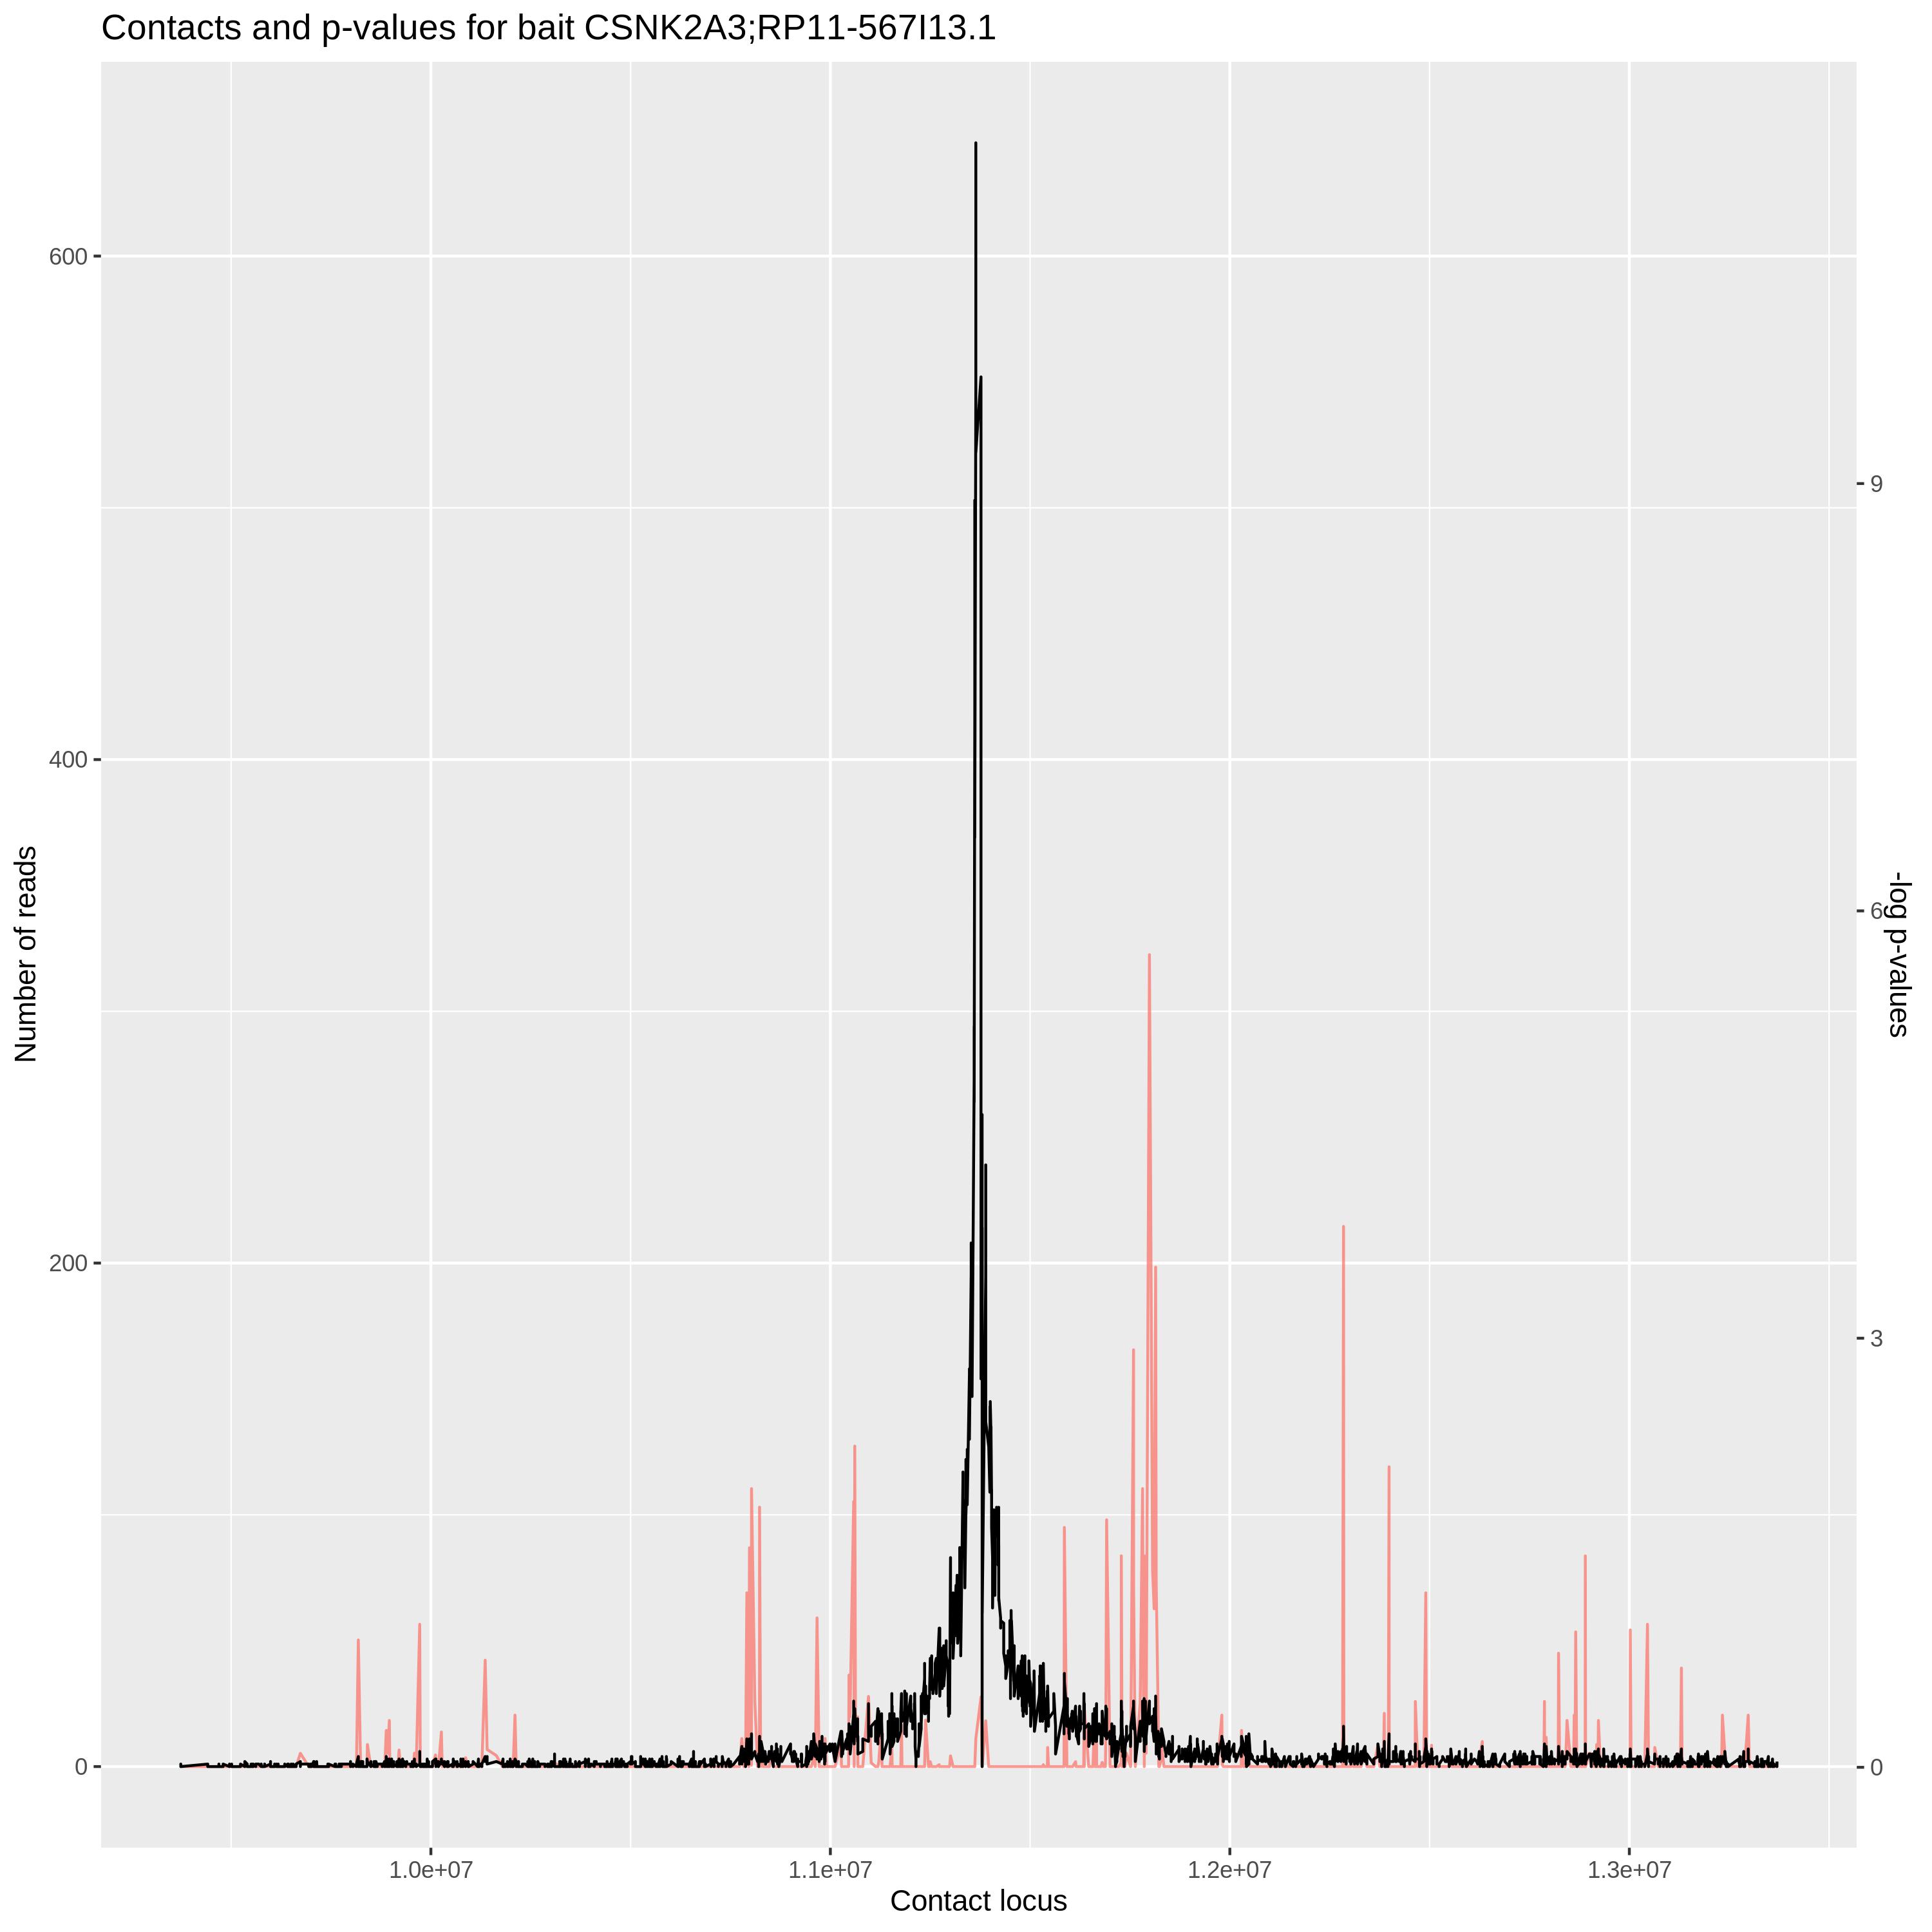 Contacts and p-values for bait CSNK2A3;RP11-567I13.1
600
400
200
0
Number of reads
9
6
3
0
-log p-values
1.0e+07
1.1e+07
1.2e+07
1.3e+07
Contact locus